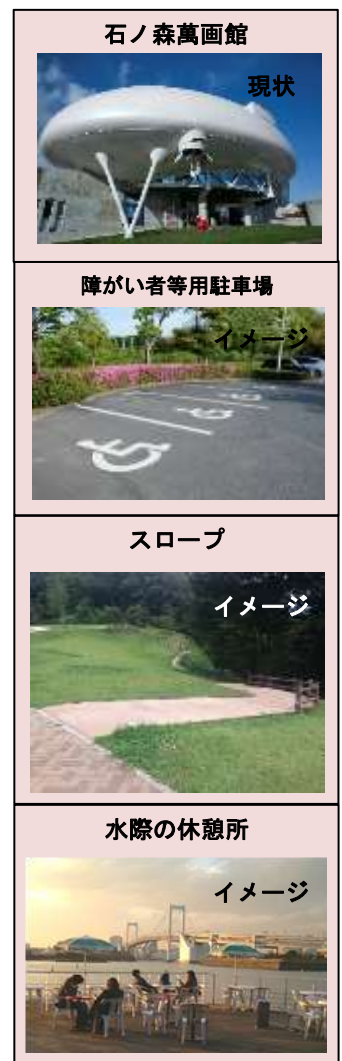 石ノ森萬画館
現状
障がい者等用駐車場
イメージ
スロープ
イメージ
水際の休憩所
イメージ